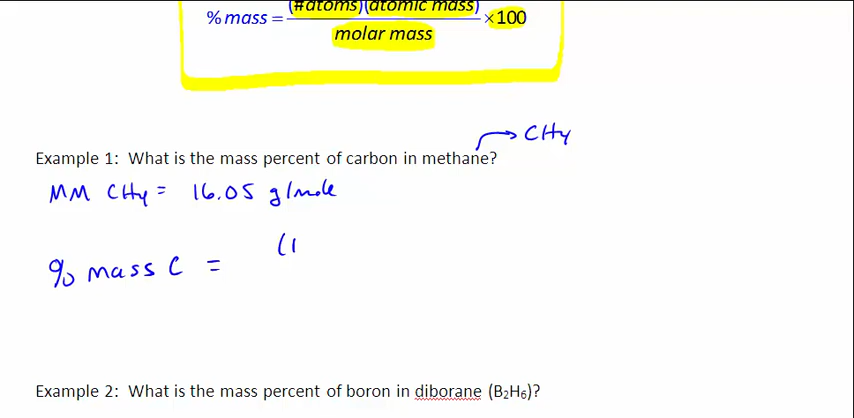 (#atoms)(atomic mass)
% mass = ×100
molar mass
CH4
Example 1: What is the mass percent of carbon in methane?
MM CH4 = 16.05 g/mole
(1
% mass C =
Example 2: What is the mass percent of boron in diborane (B₂H₆)?